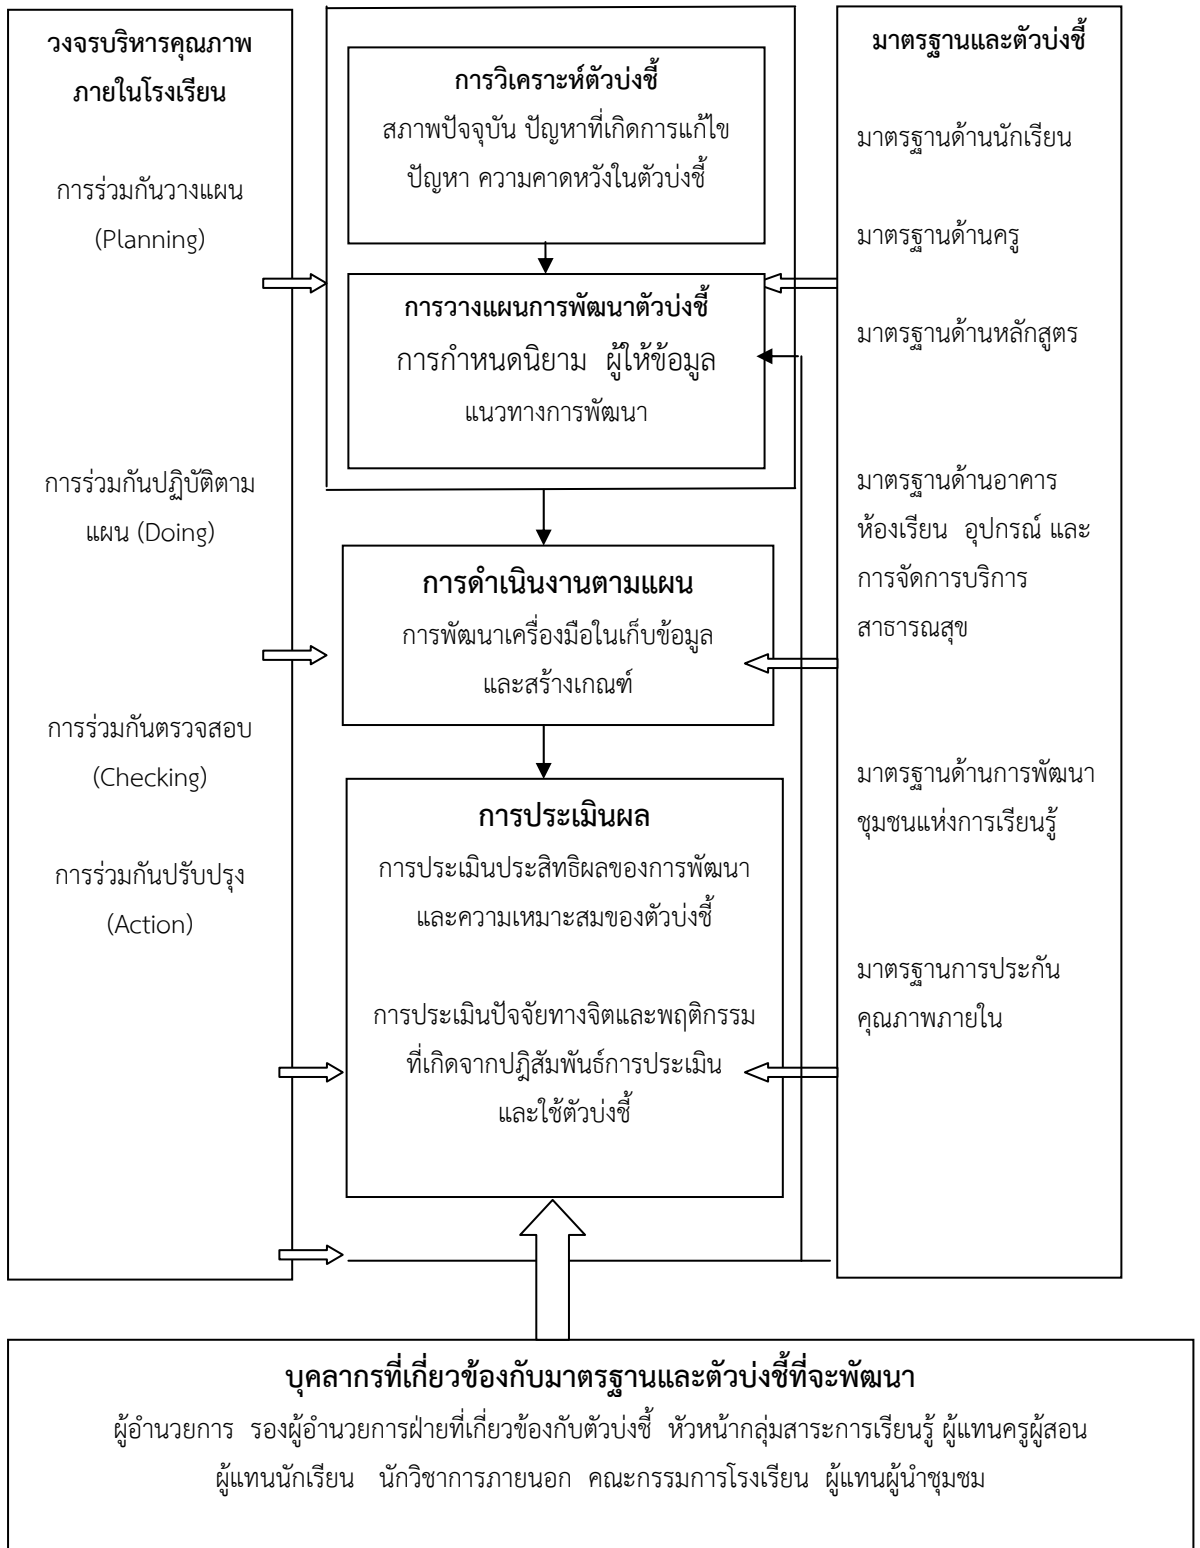 วงจรบริหารคุณภาพ
ภายในโรงเรียน
การร่วมกันวางแผน
(Planning)
การร่วมกันปฏิบัติตาม
แผน (Doing)
การร่วมกันตรวจสอบ
(Checking)
การร่วมกันปรับปรุง
(Action)
การวิเคราะห์ตัวบ่งชี้
สภาพปัจจุบัน ปัญหาที่เกิดการแก้ไข
ปัญหา ความคาดหวังในตัวบ่งชี้
การวางแผนการพัฒนาตัวบ่งชี้
การกำหนดนิยาม ผู้ให้ข้อมูล
แนวทางการพัฒนา
การดำเนินงานตามแผน
การพัฒนาเครื่องมือในเก็บข้อมูล
และสร้างเกณฑ์
การประเมินผล
การประเมินประสิทธิผลของการพัฒนา
และความเหมาะสมของตัวบ่งชี้
การประเมินปัจจัยทางจิตและพฤติกรรม
ที่เกิดจากปฎิสัมพันธ์การประเมิน
และใช้ตัวบ่งชี้
มาตรฐานและตัวบ่งชี้
มาตรฐานด้านนักเรียน
มาตรฐานด้านครู
มาตรฐานด้านหลักสูตร
มาตรฐานด้านอาคาร
ห้องเรียน อุปกรณ์ และ
การจัดการบริการ
สาธารณสุข
มาตรฐานด้านการพัฒนา
ชุมชนแห่งการเรียนรู้
มาตรฐานการประกัน
คุณภาพภายใน
บุคลากรที่เกี่ยวข้องกับมาตรฐานและตัวบ่งชี้ที่จะพัฒนา
ผู้อำนวยการ รองผู้อำนวยการฝ่ายที่เกี่ยวข้องกับตัวบ่งชี้ หัวหน้ากลุ่มสาระการเรียนรู้ ผู้แทนครูผู้สอน
ผู้แทนนักเรียน นักวิชาการภายนอก คณะกรรมการโรงเรียน ผู้แทนผู้นำชุมชม